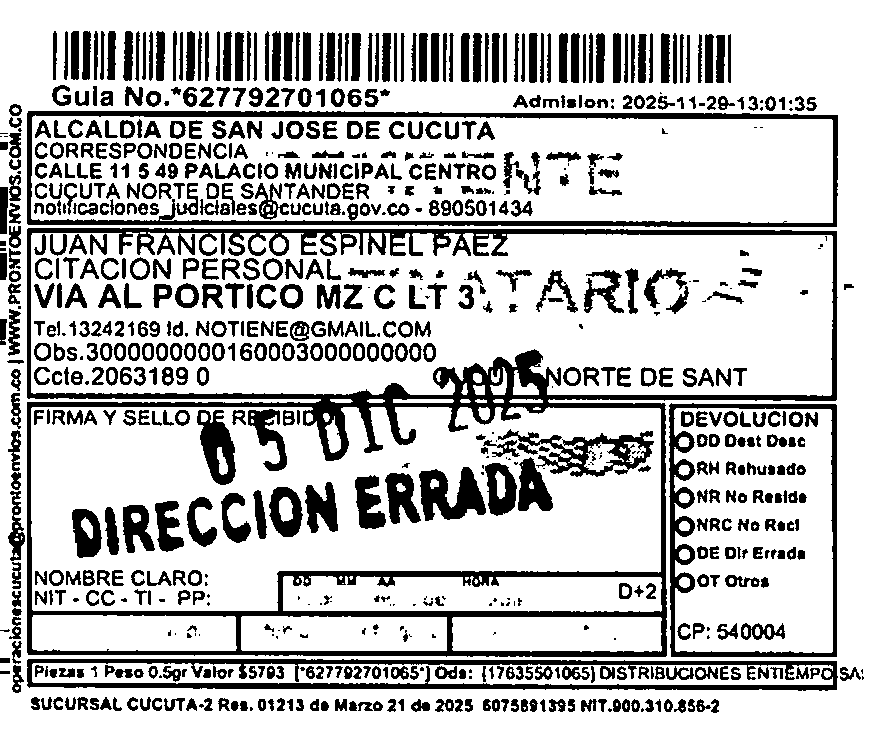 Guia No.*627792701065*
Admision: 2025-11-29-13:01:35
ALCALDIA DE SAN JOSE DE CUCUTA
CORRESPONDENCIA
CALLE 11 5 49 PALACIO MUNICIPAL CENTRO
CUCUTA NORTE DE SANTANDER
notificaciones_judiciales@cucuta.gov.co - 890501434
JUAN FRANCISCO ESPINEL PAEZ
CITACION PERSONAL
VIA AL PORTICO MZ C LT 3
Tel.13242169 Id. NOTIENE@GMAIL.COM
Obs.30000000001600030000000000
Ccte.2063189 0
NORTE DE SANT
FIRMA Y SELLO DE RECIBIDO
05 DIC 2025
DIRECCION ERRADA
NOMBRE CLARO:
NIT - CC - TI - PP:
DD MM AA HORA
D+2
DEVOLUCION
DD Dest Desc
RH Rehusado
NR No Reside
NRC No Recl
DE Dir Errada
OT Otros
CP: 540004
Piezas 1 Peso 0.5gr Valor $5793 [*627792701065*] Ods: [17635501065] DISTRIBUCIONES ENTIEMPO SA
SUCURSAL CUCUTA-2 Res. 01213 de Marzo 21 de 2025 6075891395 NIT.900.310.856-2
operacionescucuta@prontoenvios.com.co | WWW.PRONTOENVIOS.COM.CO